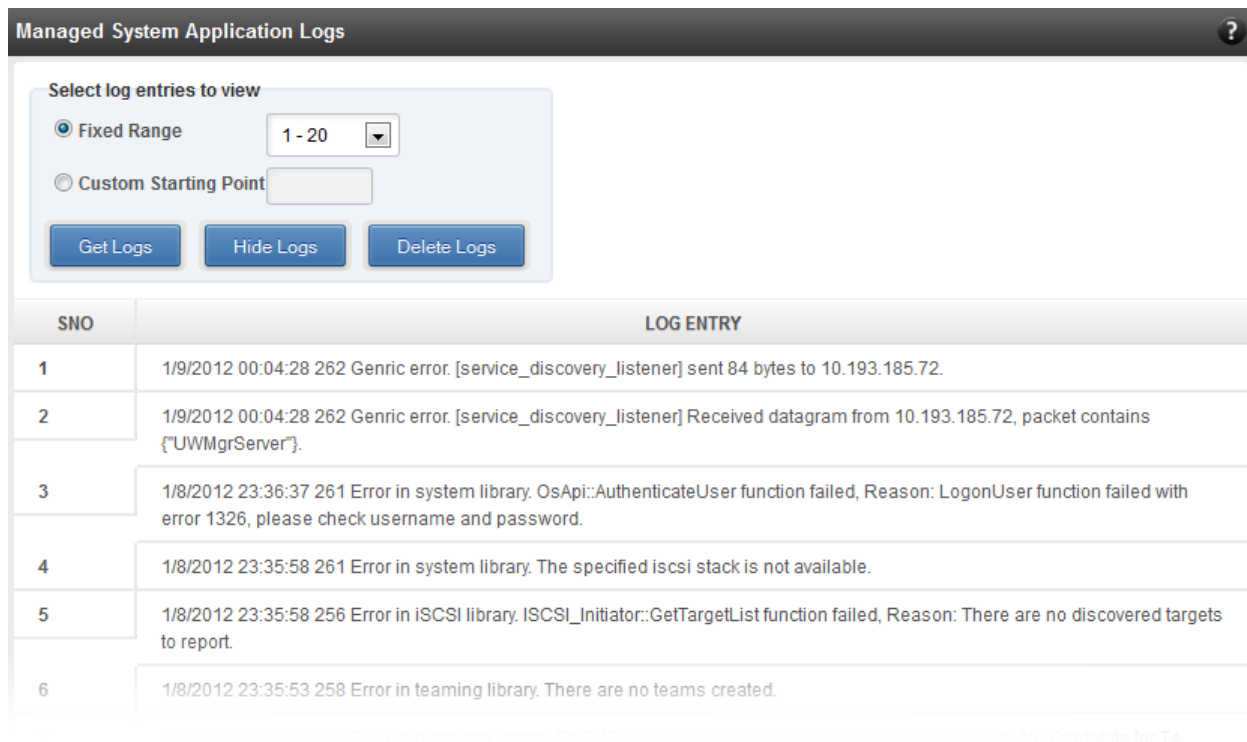 Managed System Application Logs
?
Select log entries to view
Fixed Range
1 - 20
Custom Starting Point
Get Logs
Hide Logs
Delete Logs
SNO
LOG ENTRY
1
1/9/2012 00:04:28 262 Genric error. [service_discovery_listener] sent 84 bytes to 10.193.185.72.
2
1/9/2012 00:04:28 262 Genric error. [service_discovery_listener] Received datagram from 10.193.185.72, packet contains
{"UWMgrServer"}.
3
1/8/2012 23:36:37 261 Error in system library. OsApi::AuthenticateUser function failed, Reason: LogonUser function failed with
error 1326, please check username and password.
4
1/8/2012 23:35:58 261 Error in system library. The specified iscsi stack is not available.
5
1/8/2012 23:35:58 256 Error in iSCSI library. ISCSI_Initiator::GetTargetList function failed, Reason: There are no discovered targets
to report.
6
1/8/2012 23:35:53 258 Error in teaming library. There are no teams created.